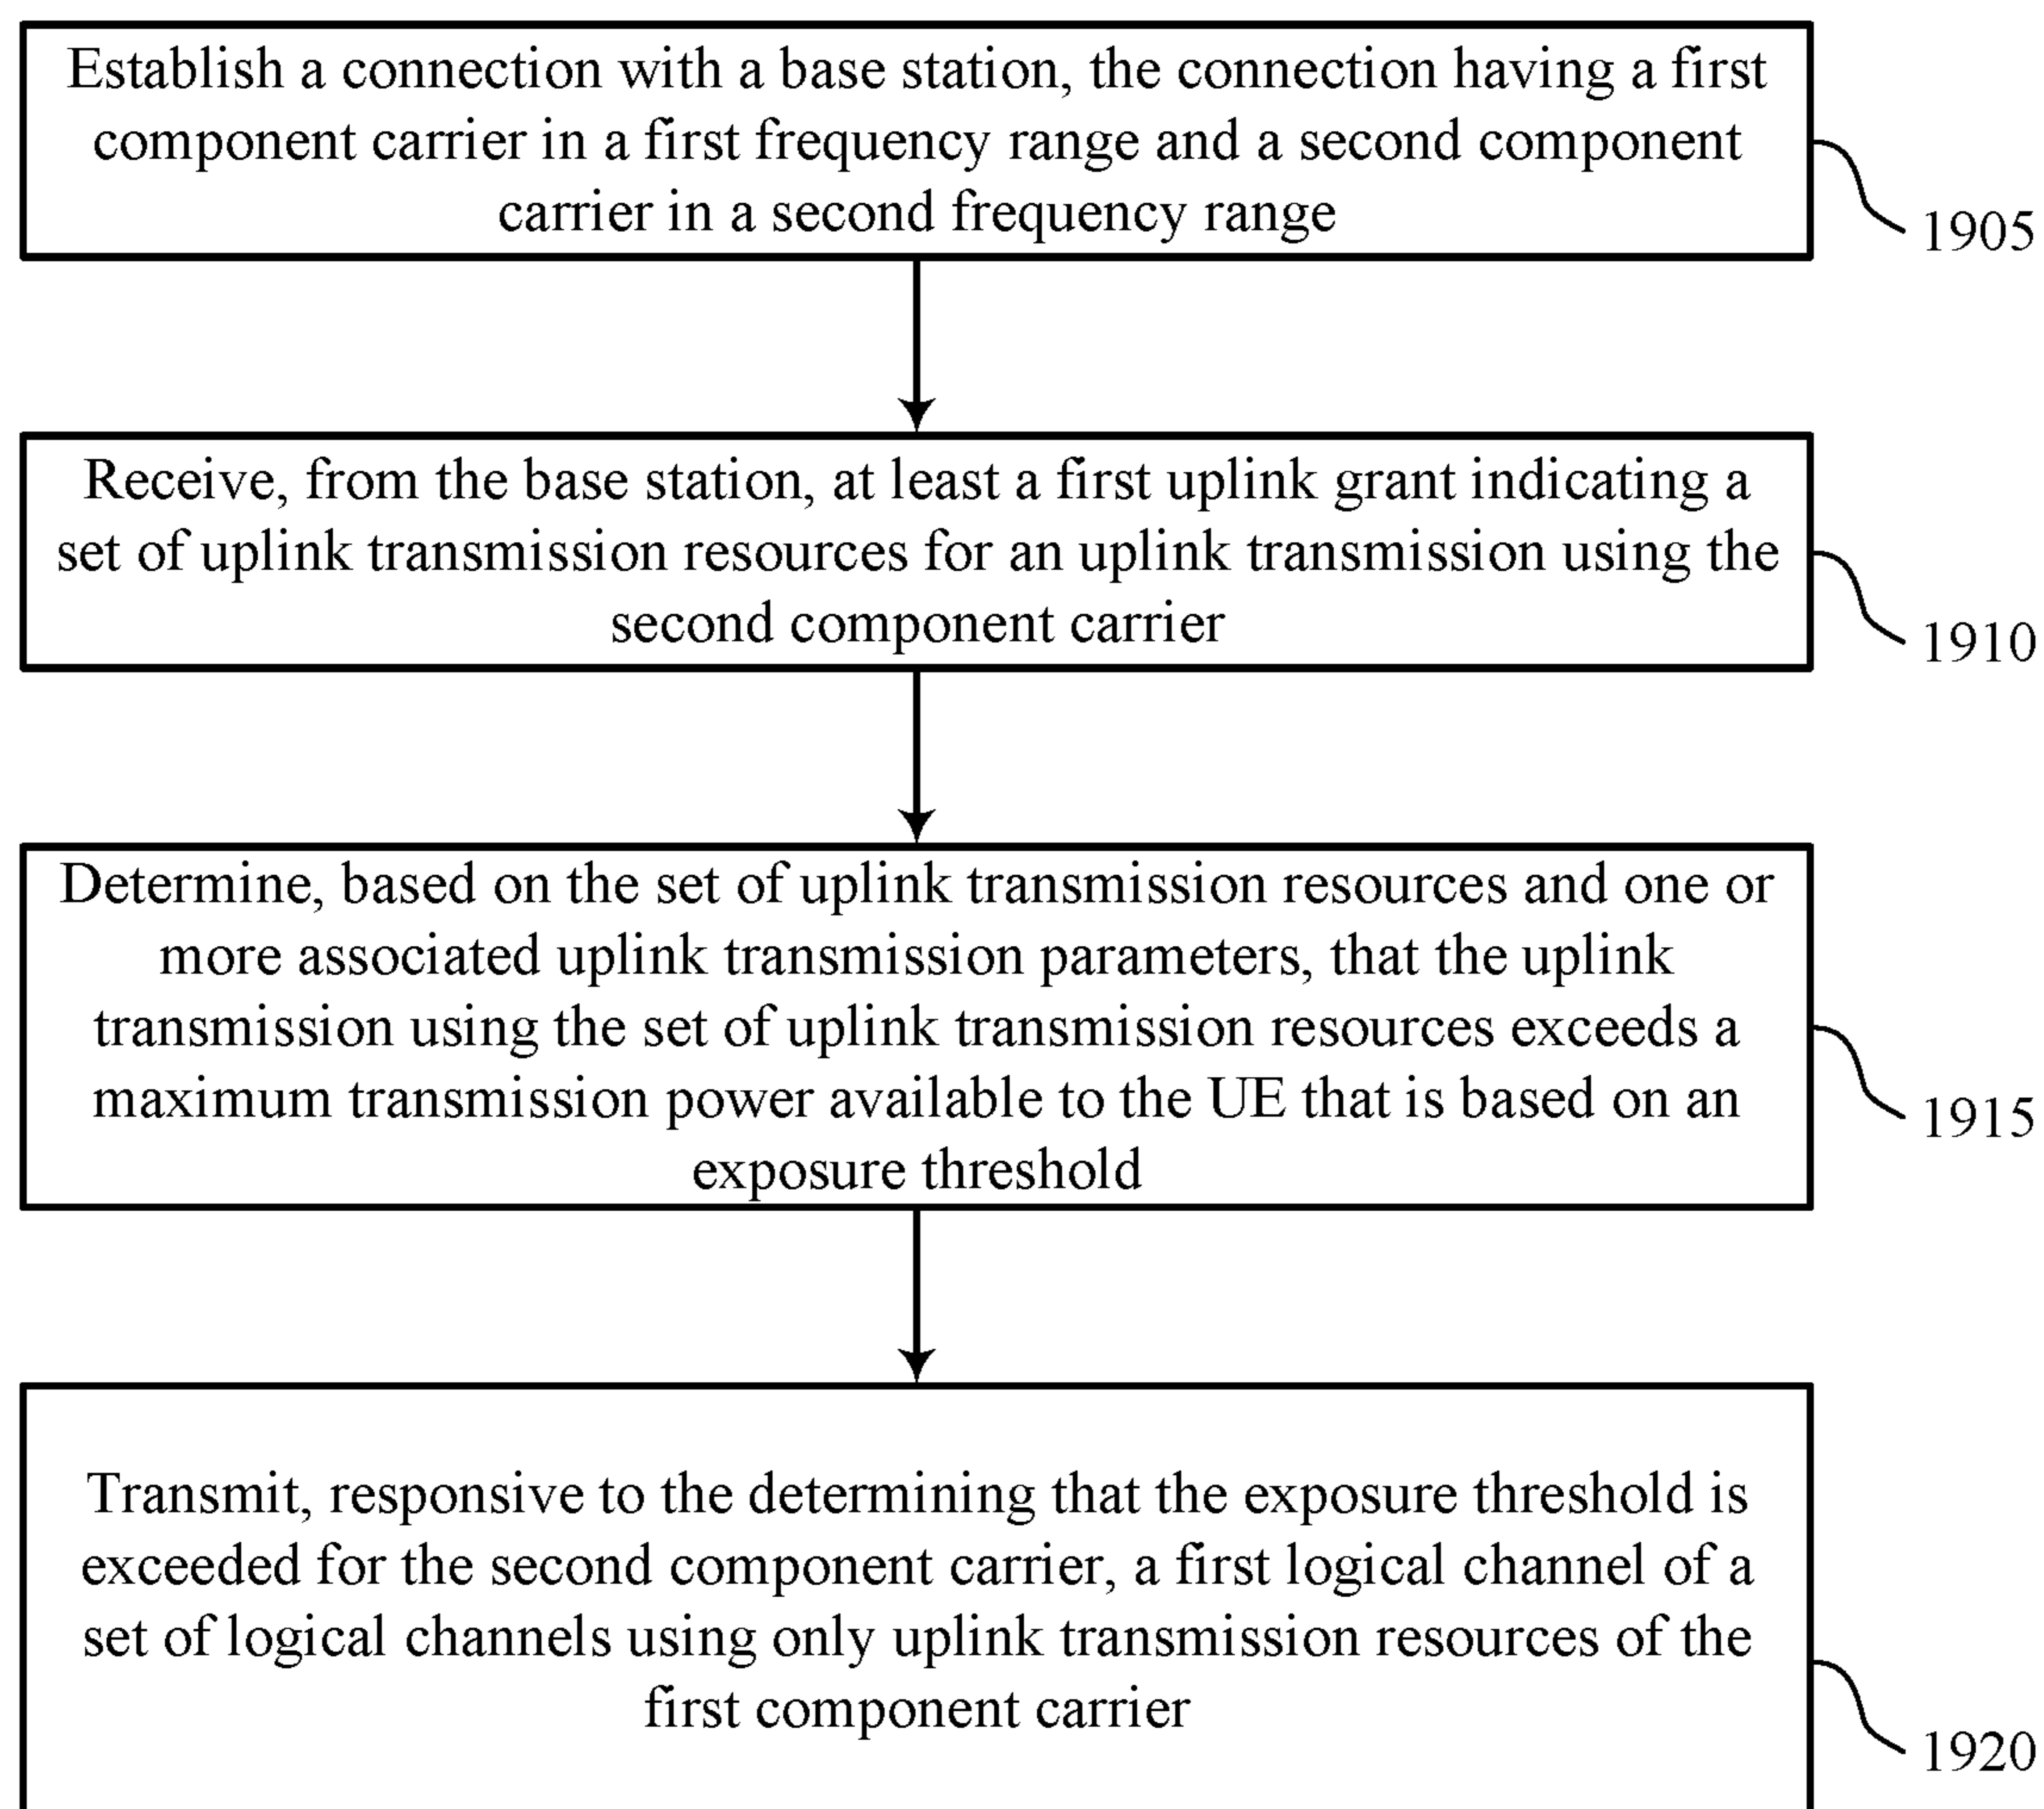 Establish a connection with a base station, the connection having a first
component carrier in a first frequency range and a second component
carrier in a second frequency range
1905
Receive, from the base station, at least a first uplink grant indicating a
set of uplink transmission resources for an uplink transmission using the
second component carrier
1910
Determine, based on the set of uplink transmission resources and one or
more associated uplink transmission parameters, that the uplink
transmission using the set of uplink transmission resources exceeds a
maximum transmission power available to the UE that is based on an
exposure threshold
1915
Transmit, responsive to the determining that the exposure threshold is
exceeded for the second component carrier, a first logical channel of a
set of logical channels using only uplink transmission resources of the
first component carrier
1920